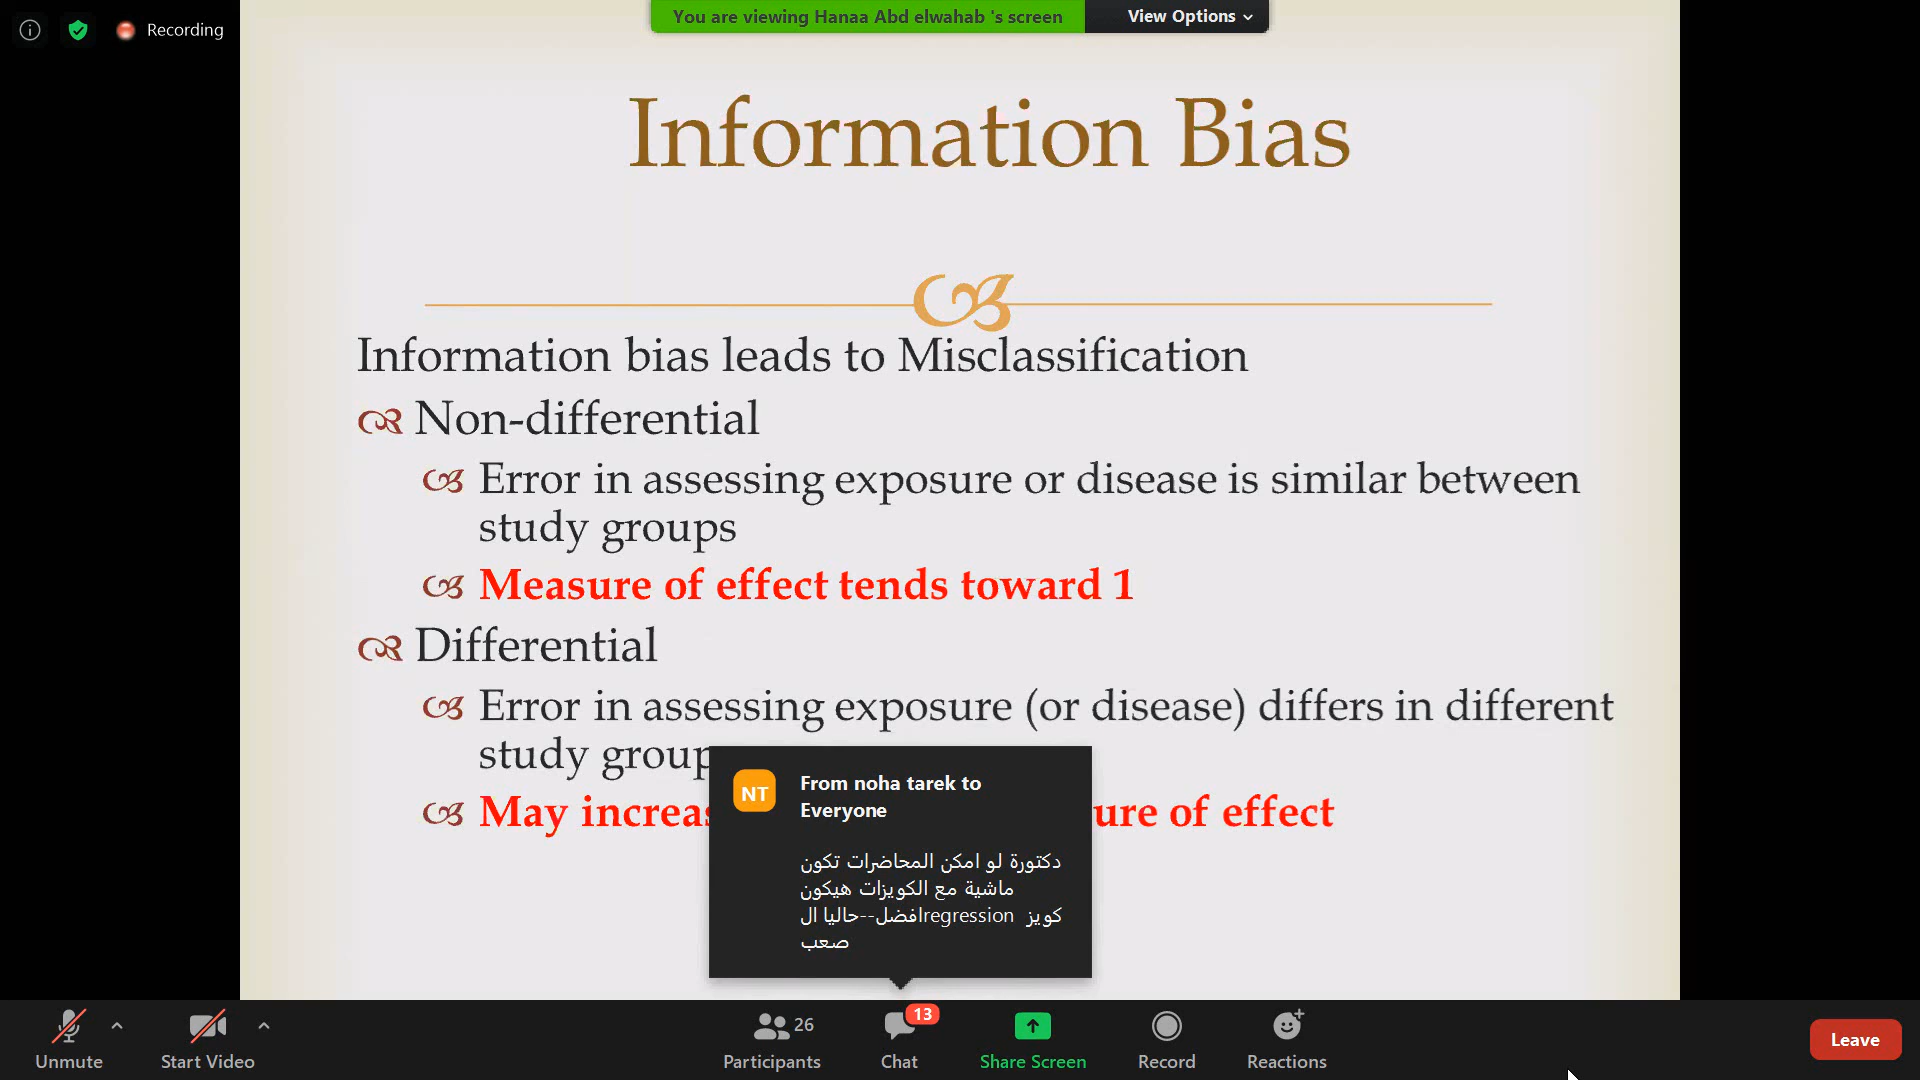 Recording
You are viewing Hanaa Abd elwahab 's screen
View Options
Information Bias
Information bias leads to Misclassification
Non-differential
Error in assessing exposure or disease is similar between
study groups
Measure of effect tends toward 1
Differential
Error in assessing exposure (or disease) differs in different
study
May
of effect
NT
From noha tarek to
Everyone
دكتورة لو امكن المحاضرات تكون
ماشية مع الكويزات هيكون
افضل--حاليا ال regression كويز
صعب
Unmute
Start Video
26
Participants
13
Chat
Share Screen
Record
Reactions
Leave